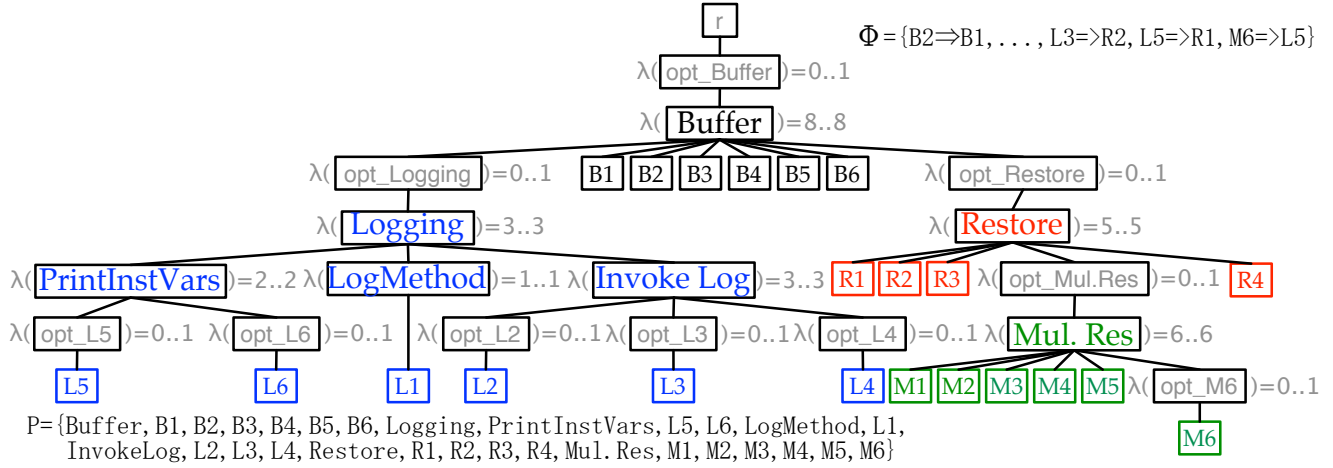 r
Φ={B2⇒B1,...,L3=>R2,L5=>R1,M6=>L5}
λ(opt_Buffer)=0..1
λ(Buffer)=8..8
λ(opt_Logging)=0..1 B1 B2 B3 B4 B5 B6 λ(opt_Restore)=0..1
λ(Logging)=3..3 λ(Restore)=5..5
λ(PrintInstVars)=2..2 λ(LogMethod)=1..1 λ(Invoke Log)=3..3 R1 R2 R3 λ(opt_Mul.Res)=0..1 R4
λ(opt_L5)=0..1 λ(opt_L6)=0..1 λ(opt_L2)=0..1 λ(opt_L3)=0..1 λ(opt_L4)=0..1 λ(Mul. Res)=6..6
L5 L6 L1 L2 L3 L4 M1 M2 M3 M4 M5 λ(opt_M6)=0..1
P={Buffer,B1,B2,B3,B4,B5,B6,Logging,PrintInstVars,L5,L6,LogMethod,L1,
InvokeLog,L2,L3,L4,Restore,R1,R2,R3,R4,Mul.Res,M1,M2,M3,M4,M5,M6}
M6